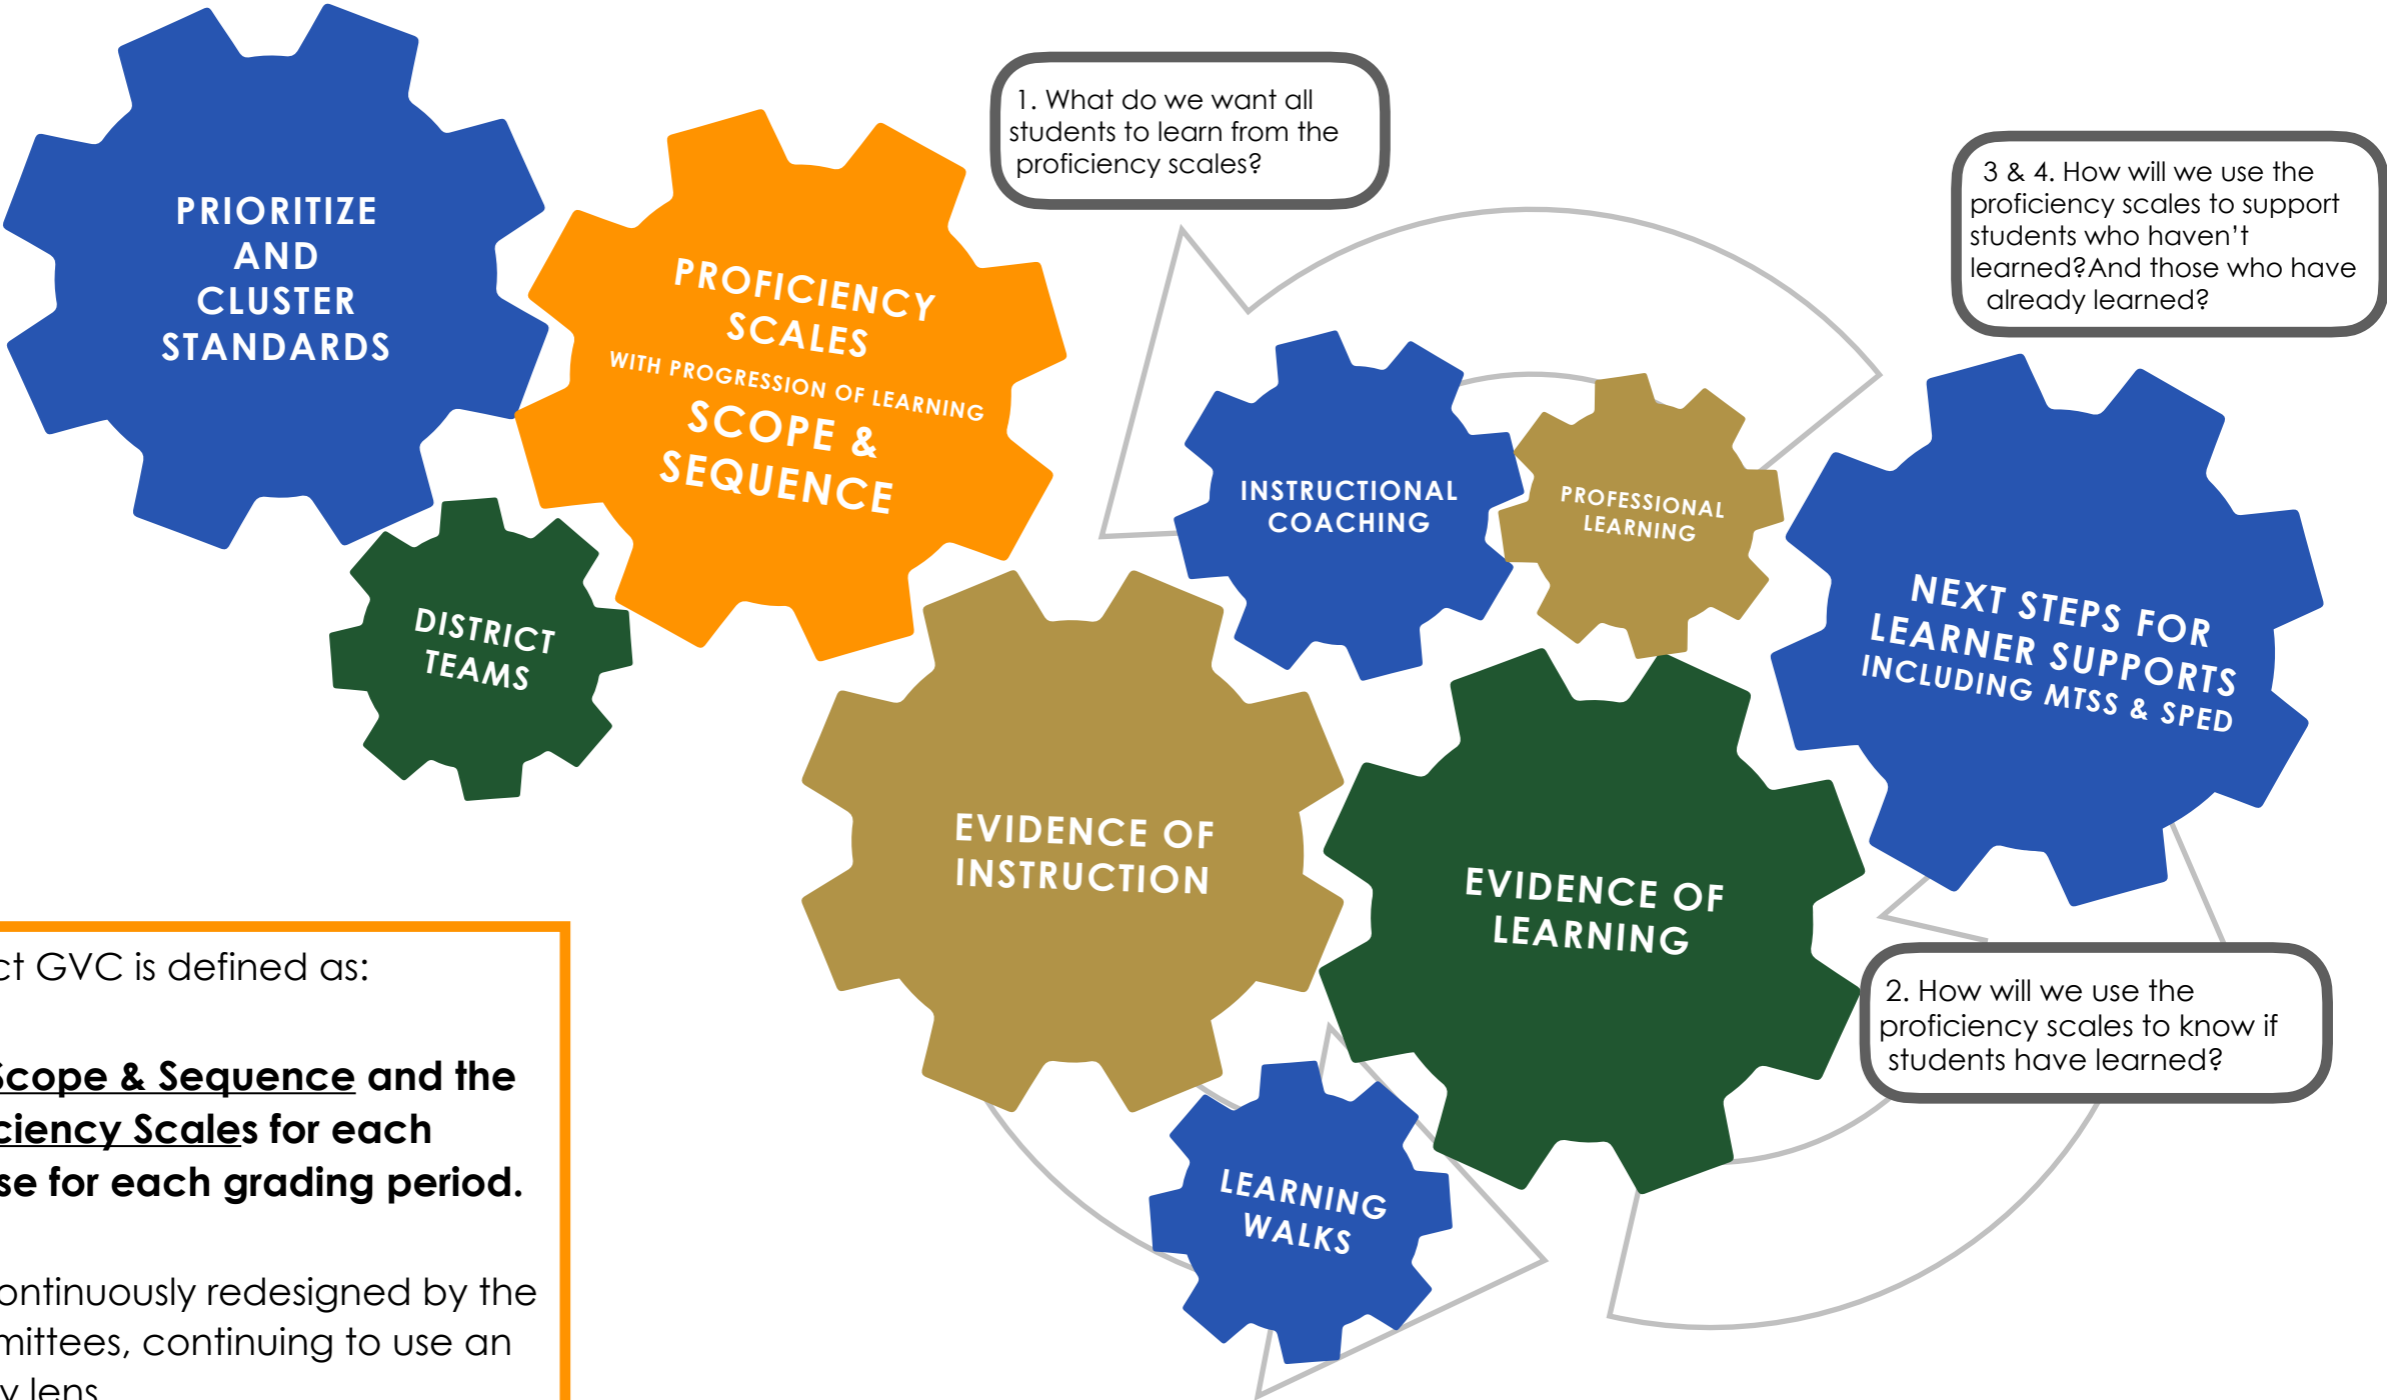 PRIORITIZE
AND
CLUSTER
STANDARDS
PROFICIENCY
SCALES
WITH PROGRESSION OF LEARNING
SCOPE &
SEQUENCE
DISTRICT
TEAMS
1. What do we want all
students to learn from the
proficiency scales?
3 & 4. How will we use the
proficiency scales to support
students who haven't
learned?And those who have
already learned?
INSTRUCTIONAL
COACHING
PROFESSIONAL
LEARNING
NEXT STEPS FOR
LEARNER SUPPORTS
INCLUDING MTSS & SPED
EVIDENCE OF
INSTRUCTION
EVIDENCE OF
LEARNING
2. How will we use the
proficiency scales to know if
students have learned?
LEARNING
WALKS
GVC is defined as:
Scope & Sequence and the
Scales for each
for each grading period.
continuously redesigned by the
continuing to use an
lens